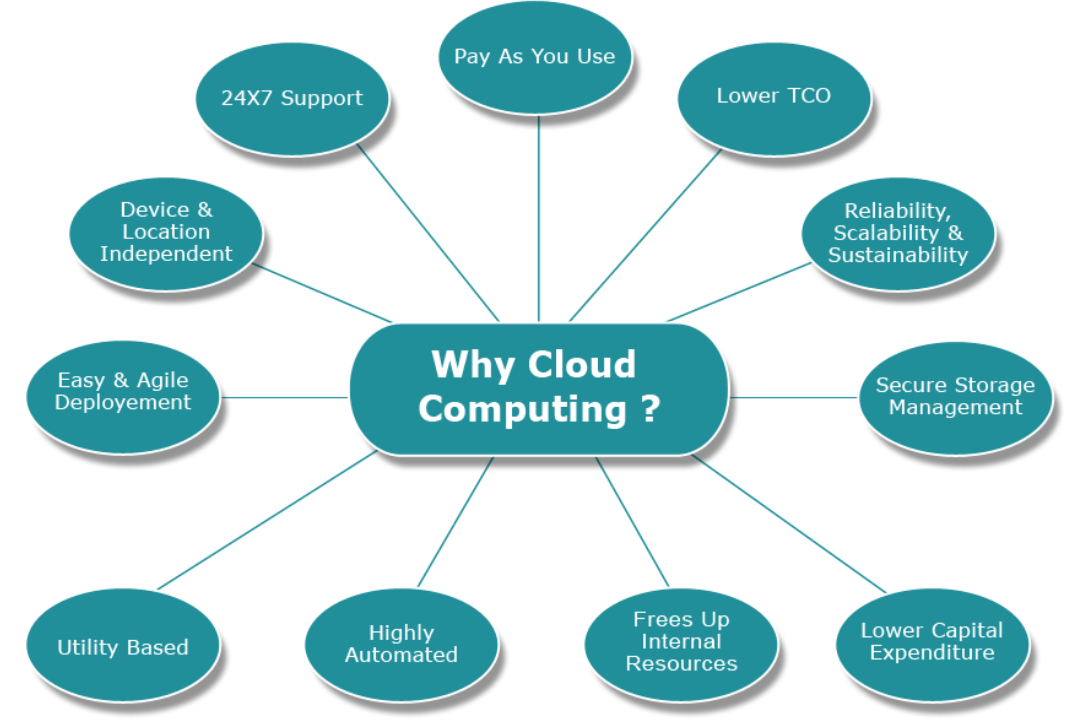 Pay As You Use
24X7 Support
Lower TCO
Device &
Location
Independent
Reliability,
Scalability &
Sustainability
Why Cloud
Computing ?
Easy & Agile
Deployement
Secure Storage
Management
Utility Based
Highly
Automated
Frees Up
Internal
Resources
Lower Capital
Expenditure